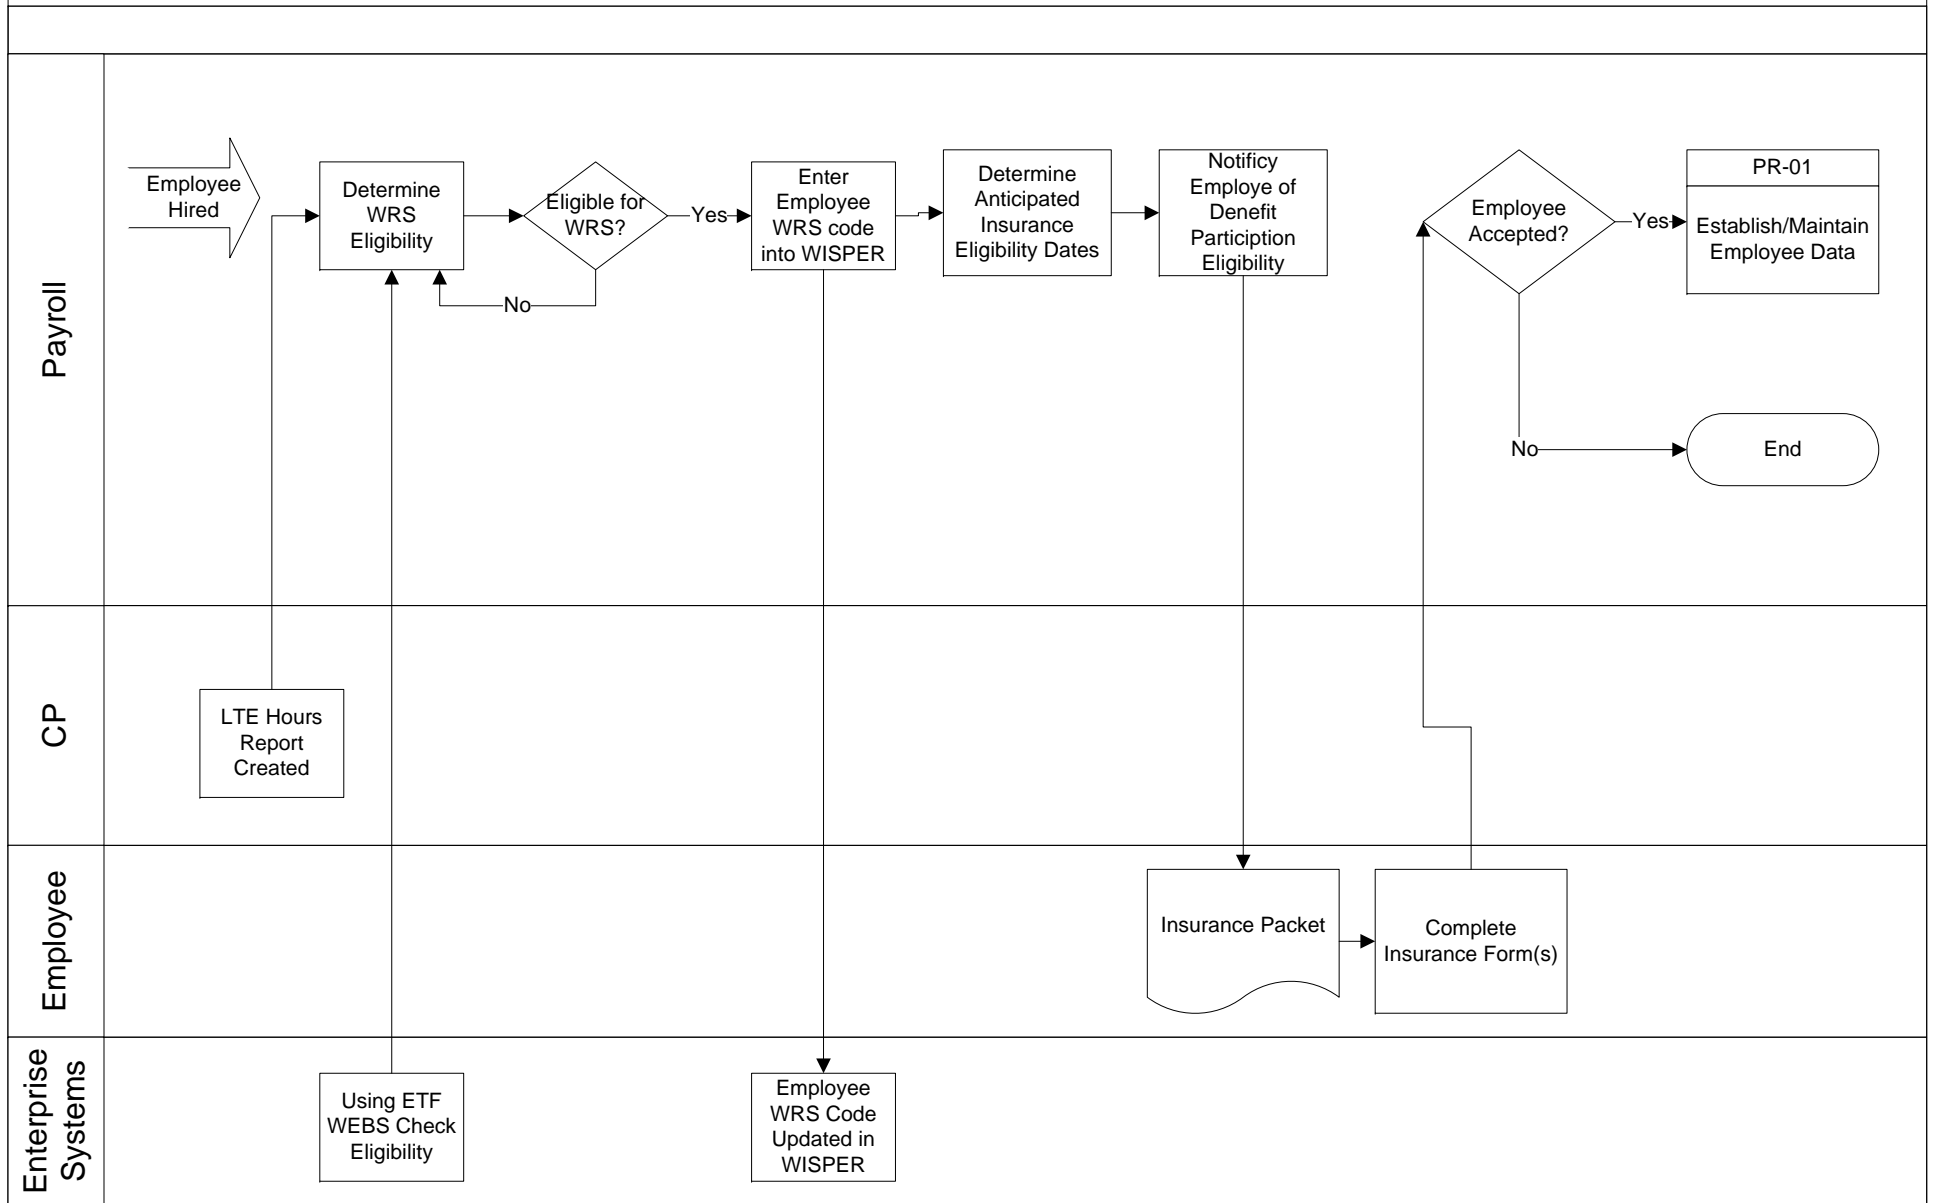 Payroll
Employee
Hired
Determine
WRS
Eligibility
Eligible for
WRS?
Yes
No
Enter
Employee
WRS code
into WISPER
Determine
Anticipated
Insurance
Eligibility Dates
Notificy
Employe of
Denefit
Particiption
Eligibility
Employee
Accepted?
Yes
No
PR-01
Establish/Maintain
Employee Data
End
CP
LTE Hours
Report
Created
Employee
Insurance Packet
Complete
Insurance Form(s)
Enterprise
Systems
Using ETF
WEBS Check
Eligibility
Employee
WRS Code
Updated in
WISPER